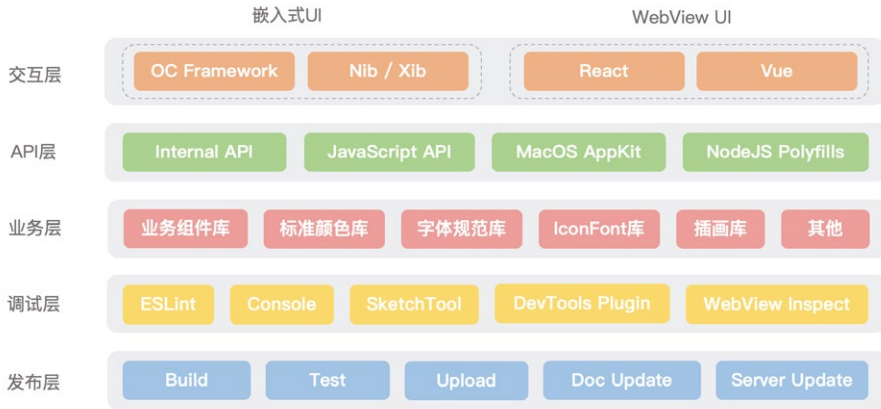 嵌入式UI WebView UI
交互层 OC Framework Nib / Xib React Vue
API层 Internal API JavaScript API MacOS AppKit NodeJS Polyfills
业务层 业务组件库 标准颜色库 字体规范库 IconFont库 插画库 其他
调试层 ESLint Console SketchTool DevTools Plugin WebView Inspect
发布层 Build Test Upload Doc Update Server Update